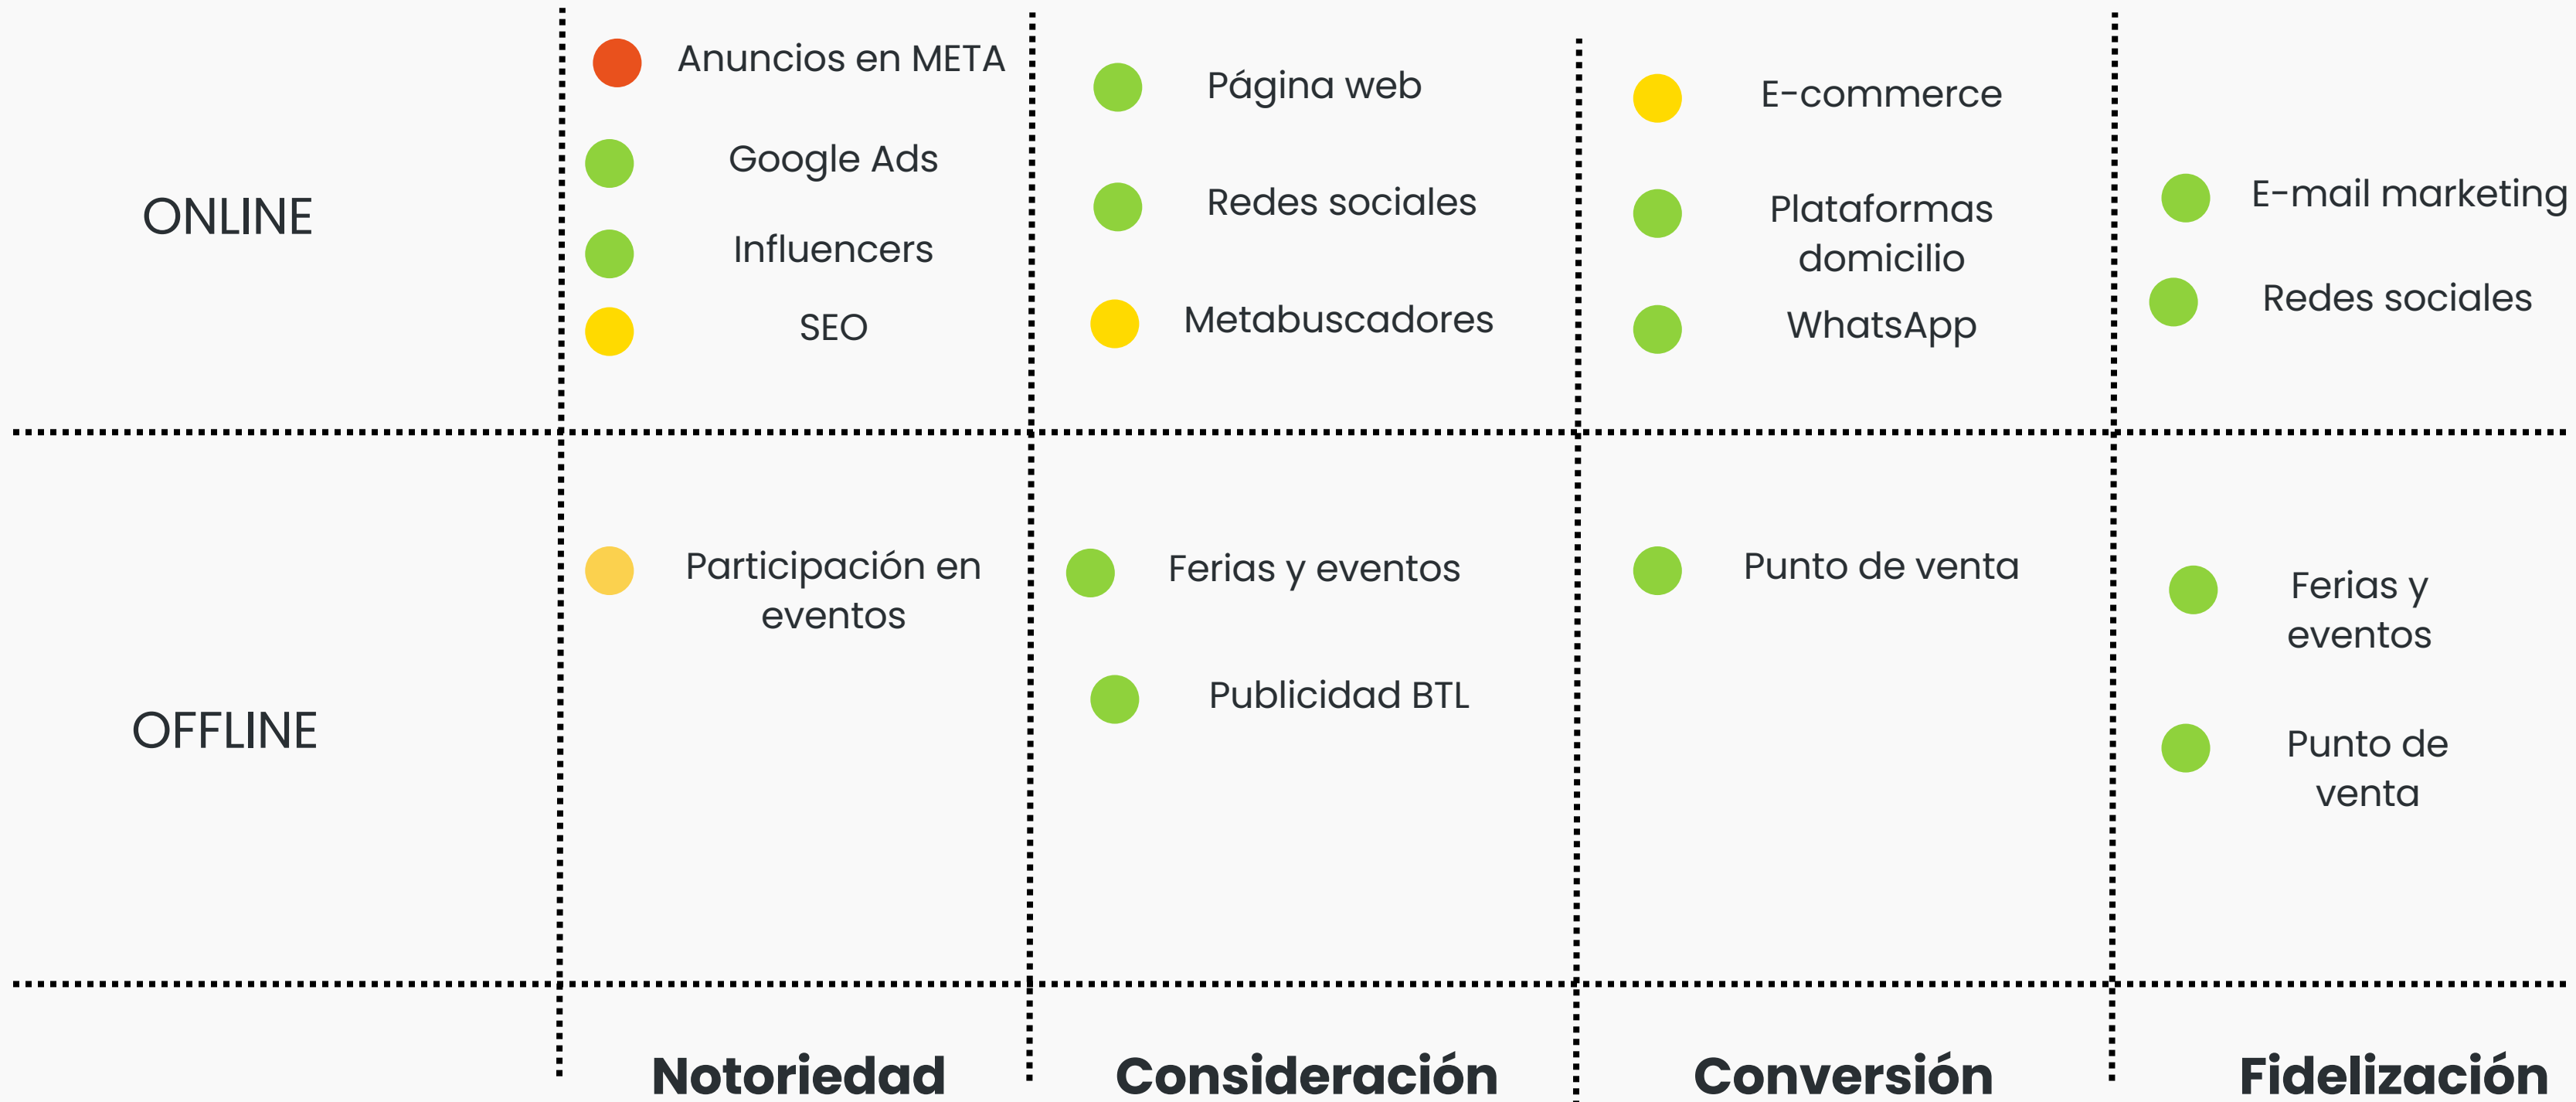 ONLINE
Anuncios en META
Google Ads
Influencers
SEO
Página web
Redes sociales
Metabuscadores
E-commerce
Plataformas
domicilio
WhatsApp
E-mail marketing
Redes sociales
OFFLINE
Participación en
eventos
Ferias y eventos
Publicidad BTL
Punto de venta
Ferias y
eventos
Punto de
venta
Notoriedad
Consideración
Conversión
Fidelización